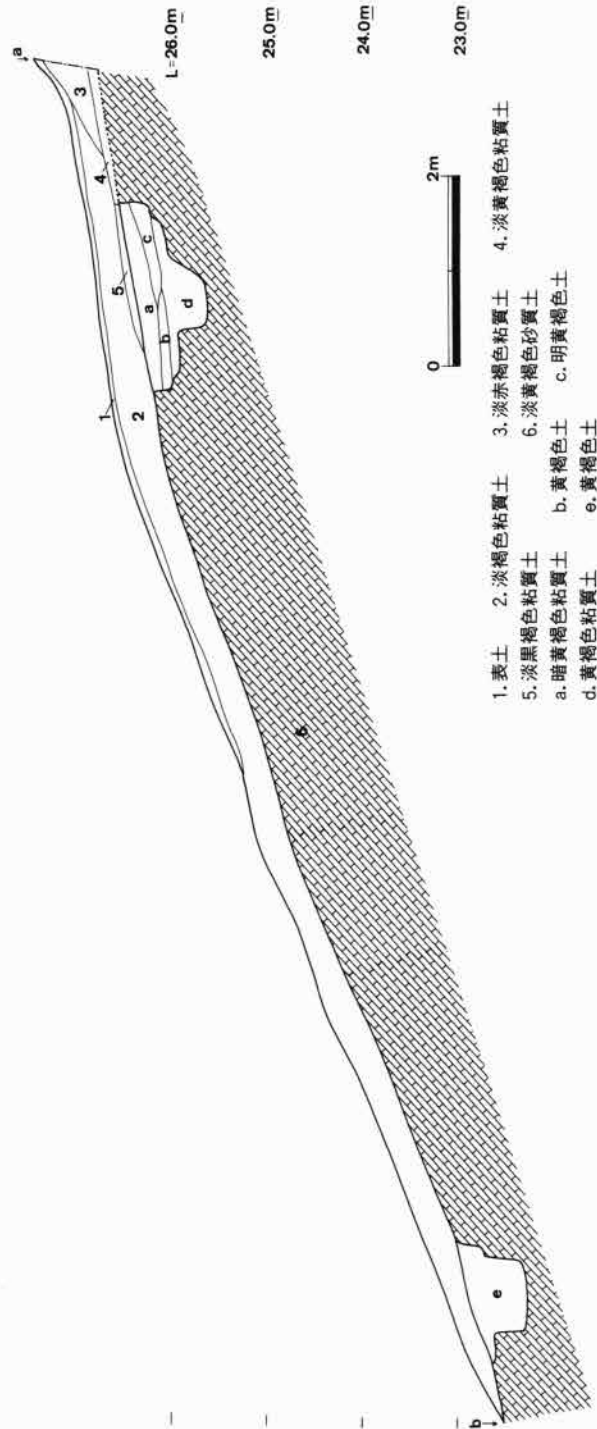 a
L=26.0m
25.0m
24.0m
23.0m
b
1
2
3
4
5
6
a
b
c
d
e
0 2m
1. 表土 2. 淡褐色粘質土 3. 淡赤褐色粘質土 4. 淡黄褐色粘質土
5. 淡黒褐色粘質土 6. 淡黄褐色砂質土
a. 暗黄褐色粘質土 b. 黄褐色土 c. 明黄褐色土
d. 黄褐色粘質土 e. 黄褐色土